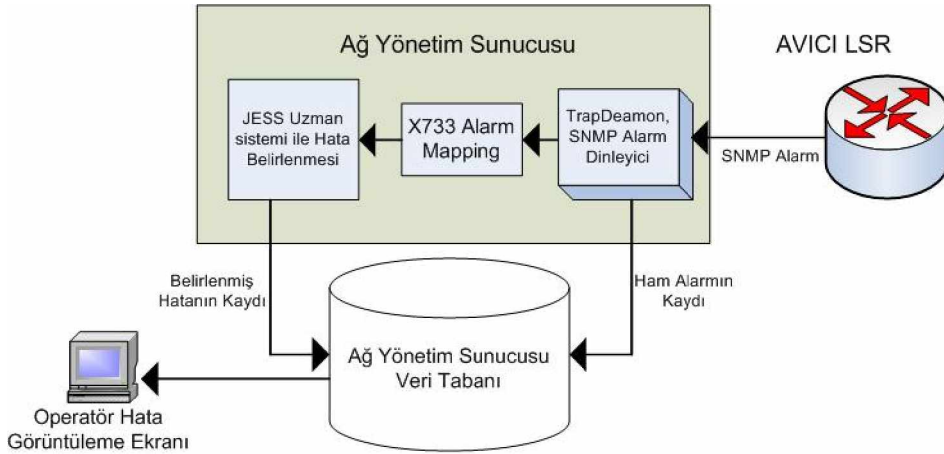 Ağ Yönetim Sunucusu
AVICI LSR
JESS Uzman
sistemi ile Hata
Belirlenmesi
X733 Alarm
Mapping
TrapDeamon,
SNMP Alarm
Dinleyici
SNMP Alarm
Belirlenmiş
Hatanın Kaydı
Ham Alarmın
Kaydı
Ağ Yönetim Sunucusu
Veri Tabanı
Operatör Hata
Görüntüleme Ekranı